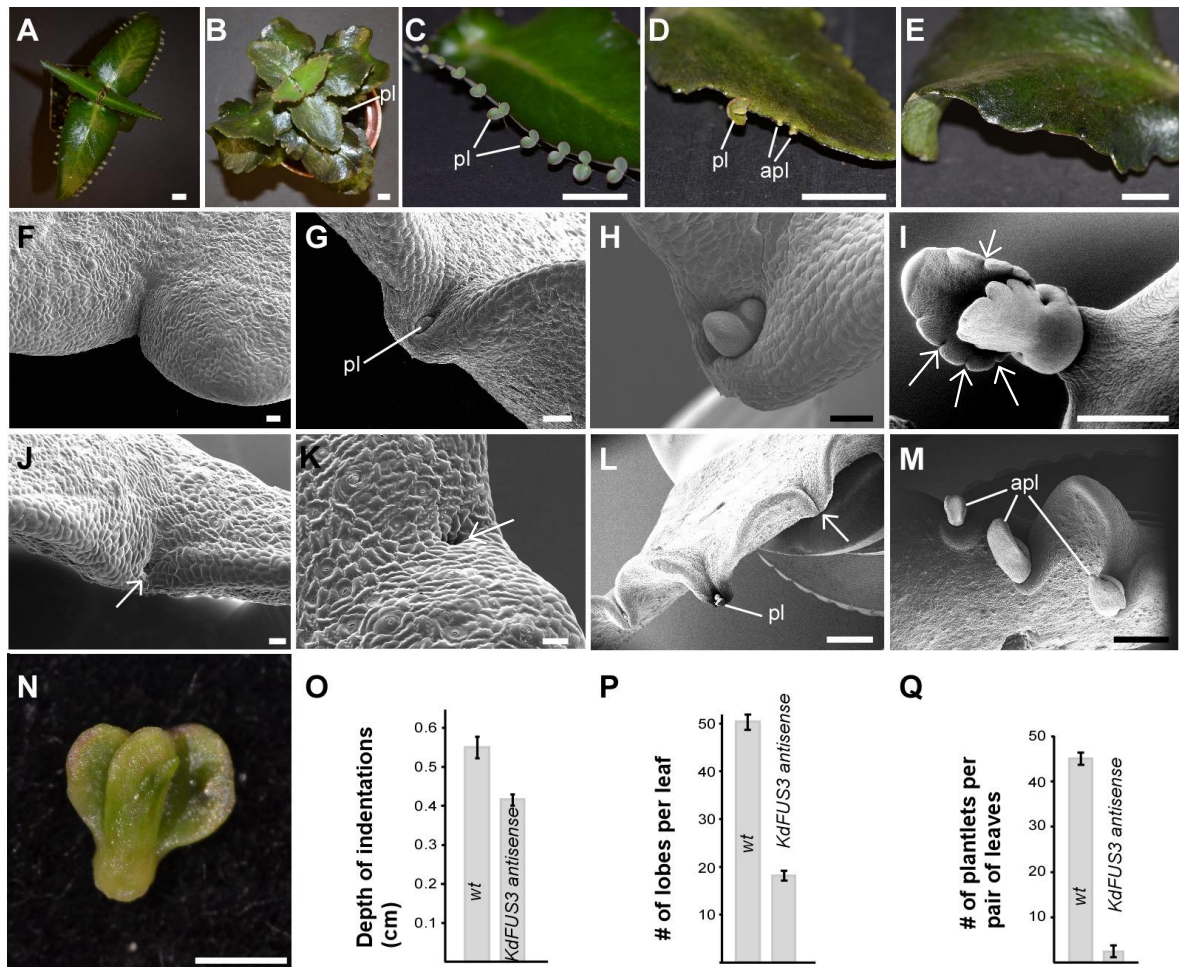 A
B
pl
C
pl
D
pl
apl
E
F
G
pl
H
I
J
K
L
pl
M
apl
N
O
Depth of indentations
(cm)
0.6
0.5
0.4
0.3
0.2
0.1
wt
KdFUS3 antisense
P
# of lobes per leaf
50
40
30
20
10
wt
KdFUS3 antisense
Q
# of plantlets per
pair of leaves
50
40
30
20
10
wt
KdFUS3 antisense